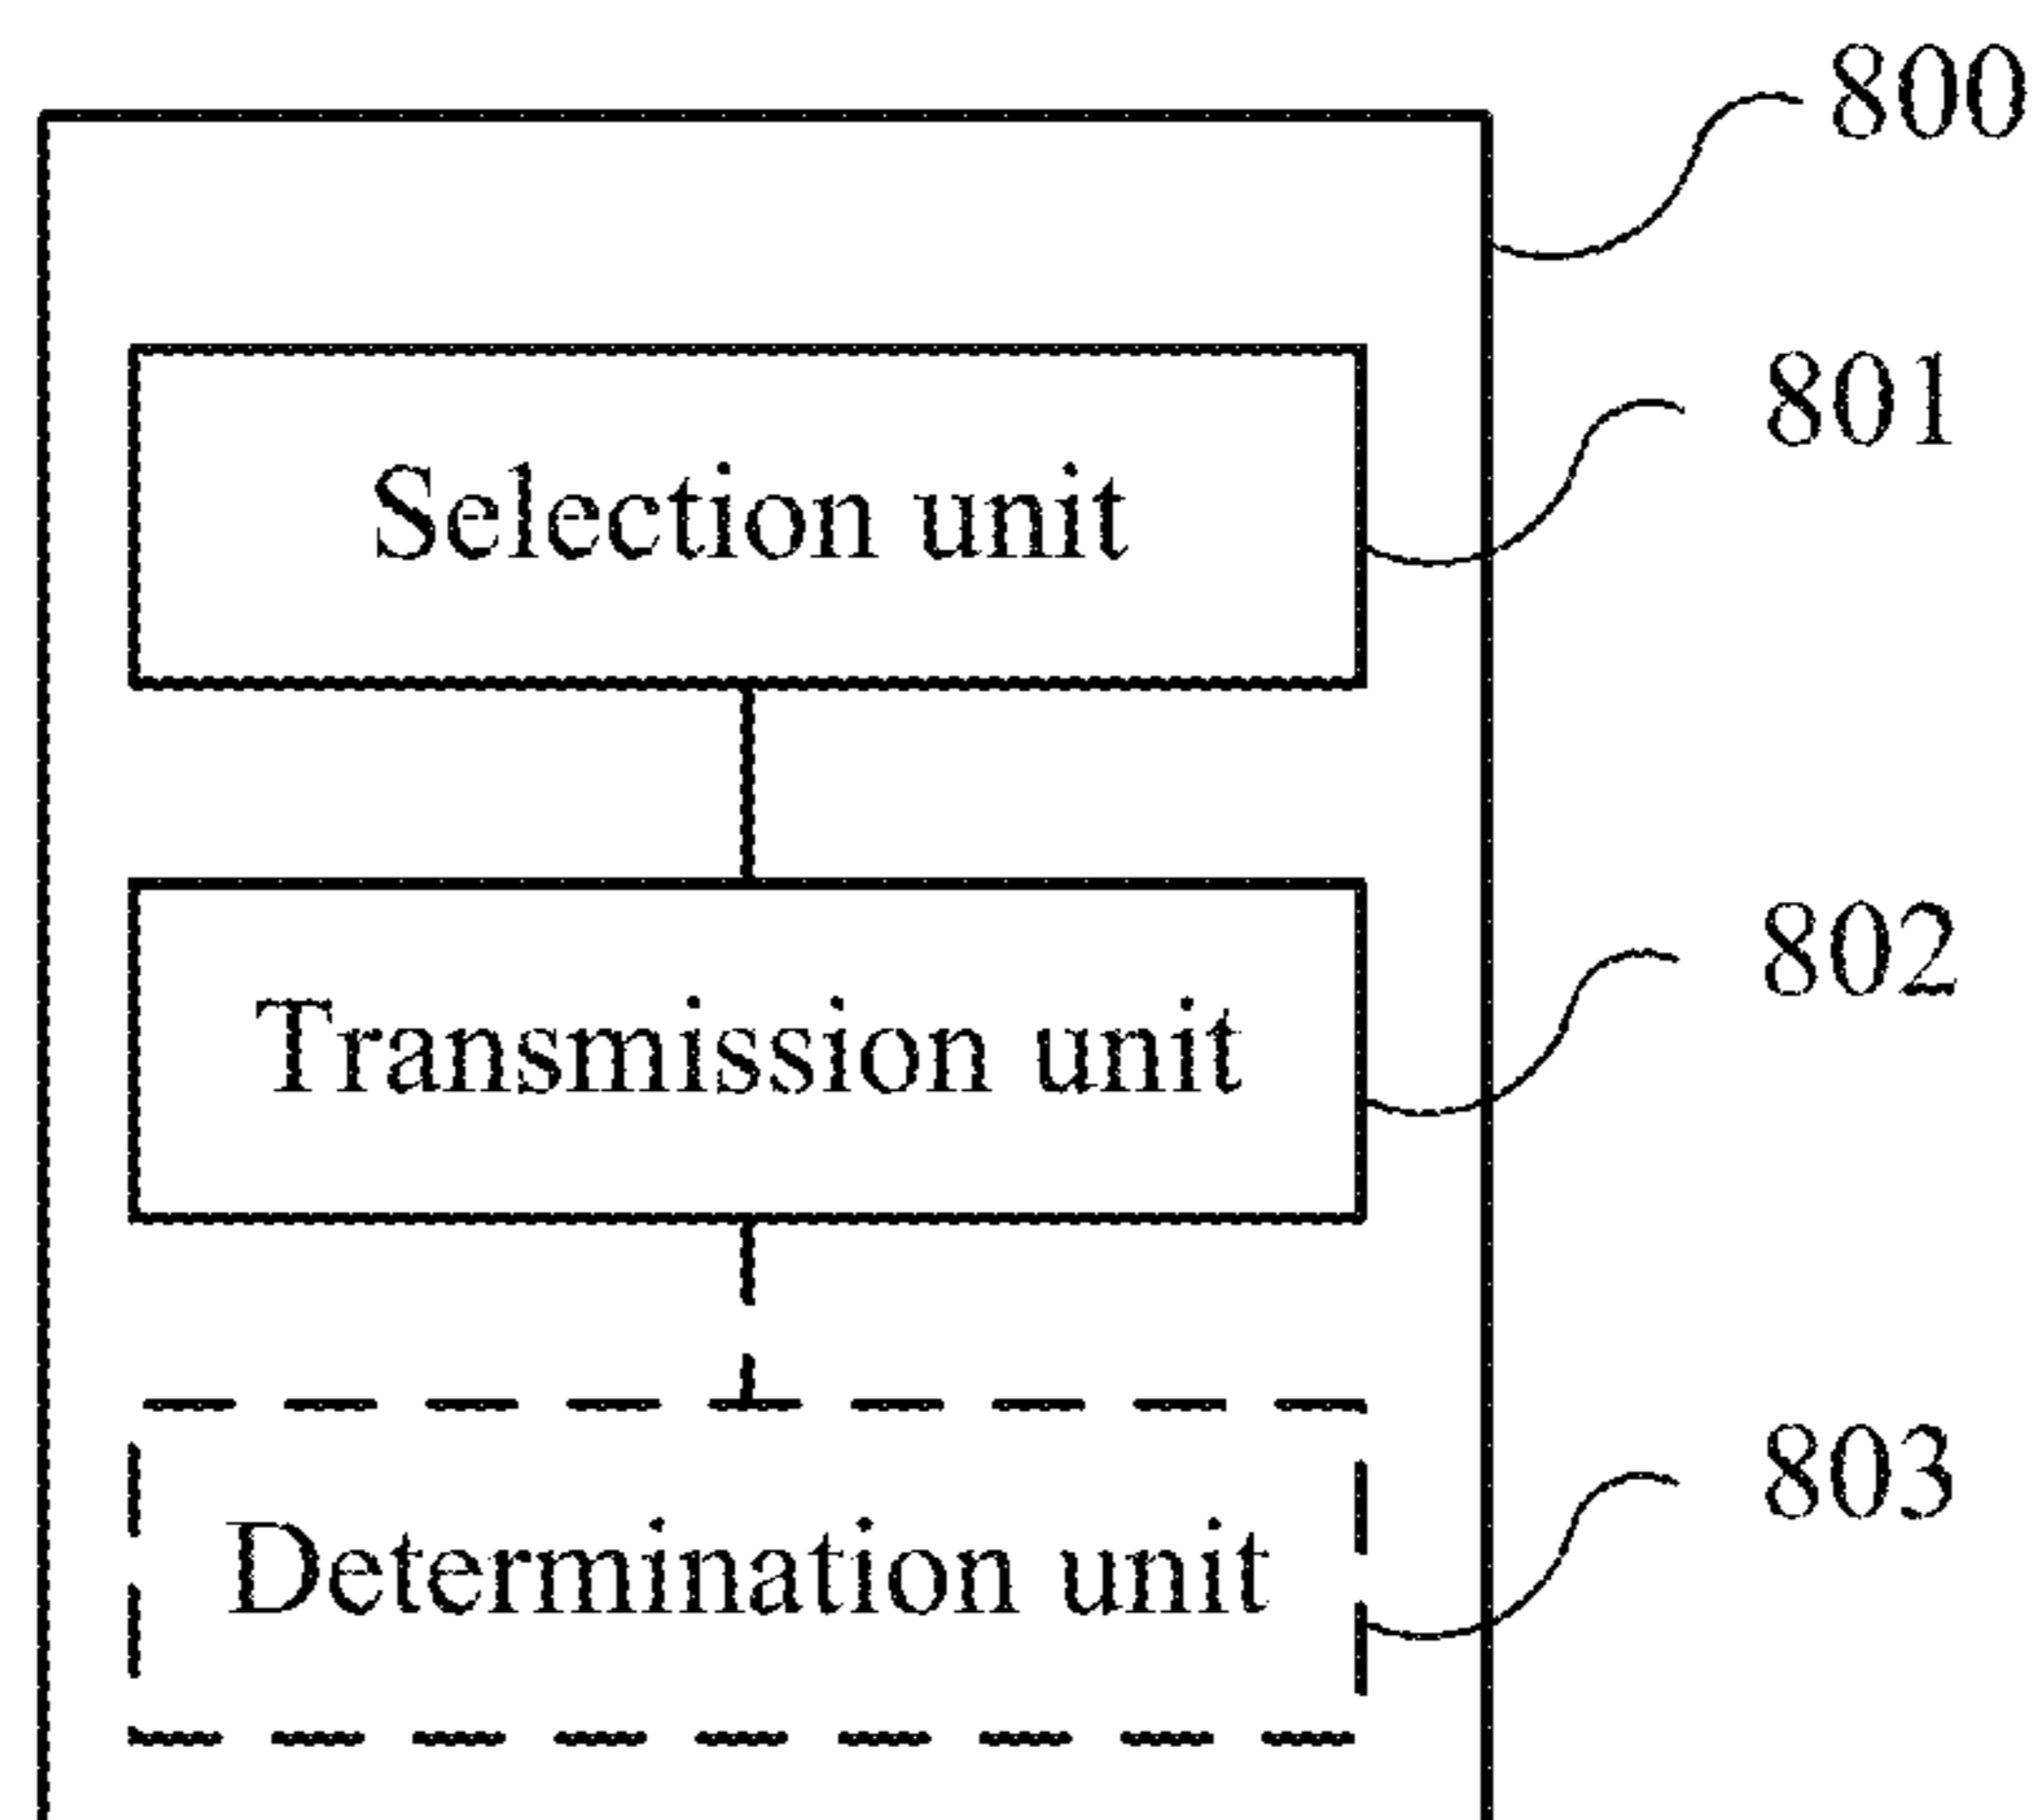 800
801
Selection unit
802
Transmission unit
803
Determination unit